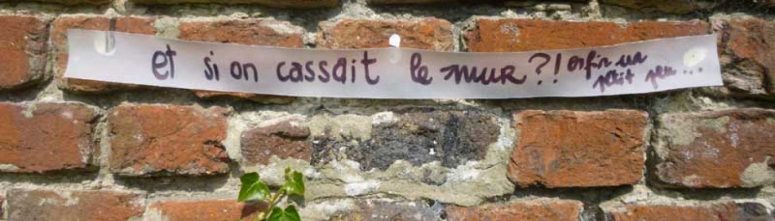 et si on cassait le mur?! enfin un
petit peu...